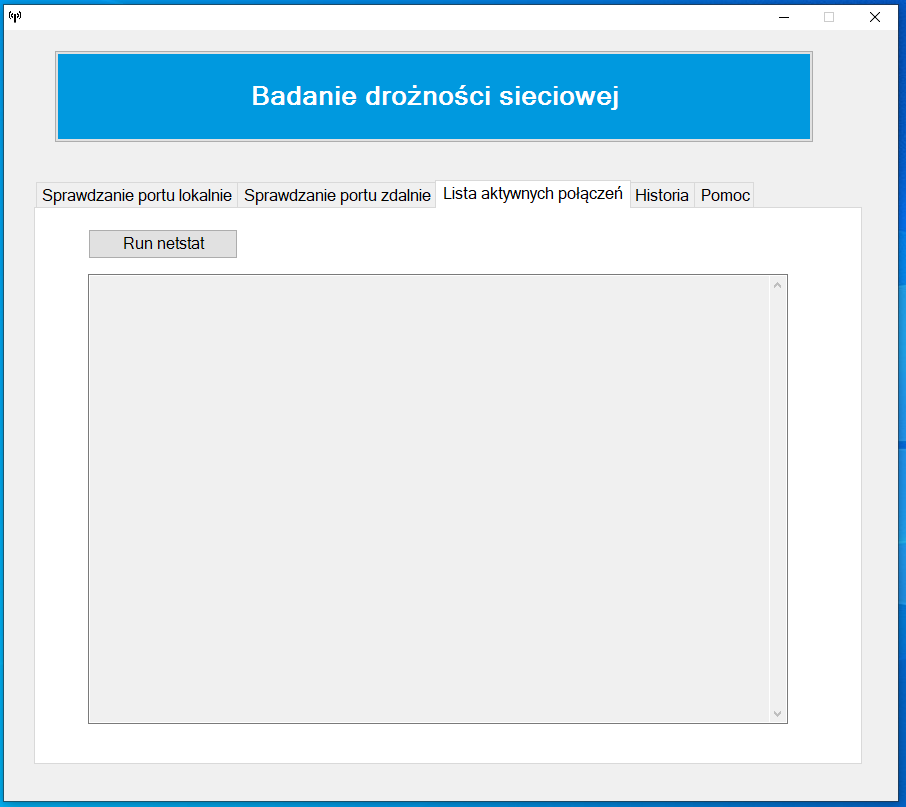 Badanie drożności sieciowej
Sprawdzanie portu lokalnie Sprawdzanie portu zdalnie Lista aktywnych połączeń Historia Pomoc
Run netstat